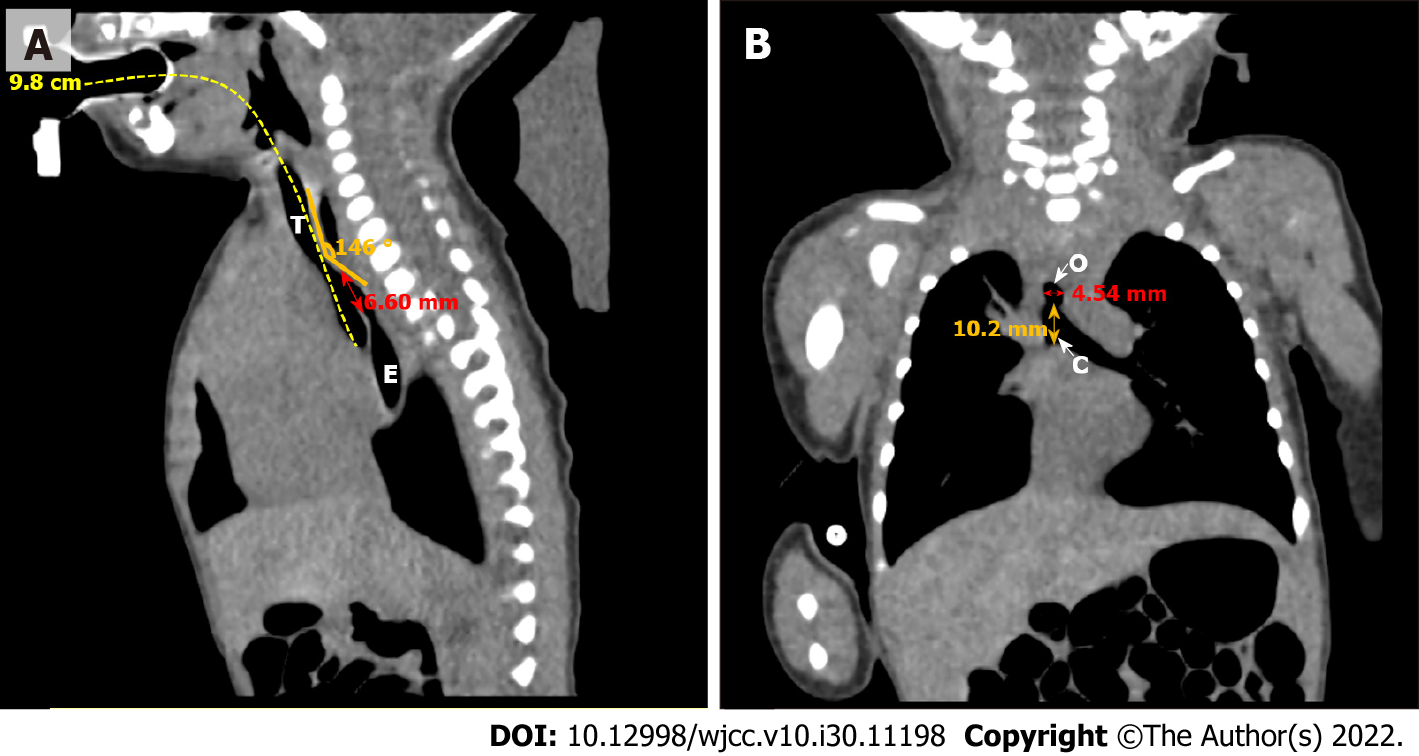 A
9.8 cm
T
146 °
6.60 mm
E
B
O
4.54 mm
10.2 mm
C
DOI: 10.12998/wjcc.v10.i30.11198 Copyright ©The Author(s) 2022.